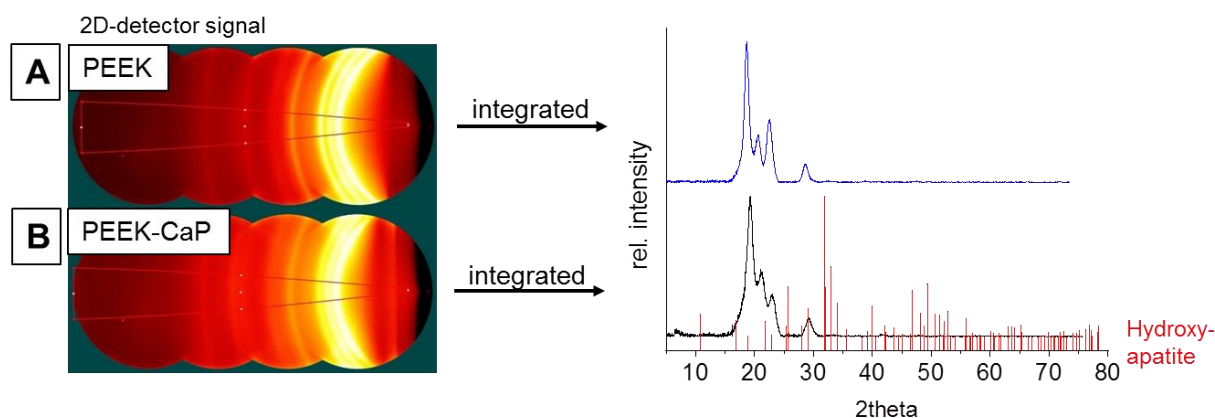 2D-detector signal
A
PEEK
integrated
B
PEEK-CaP
integrated
rel. intensity
Hydroxy-
apatite
10 20 30 40 50 60 70 80
2theta